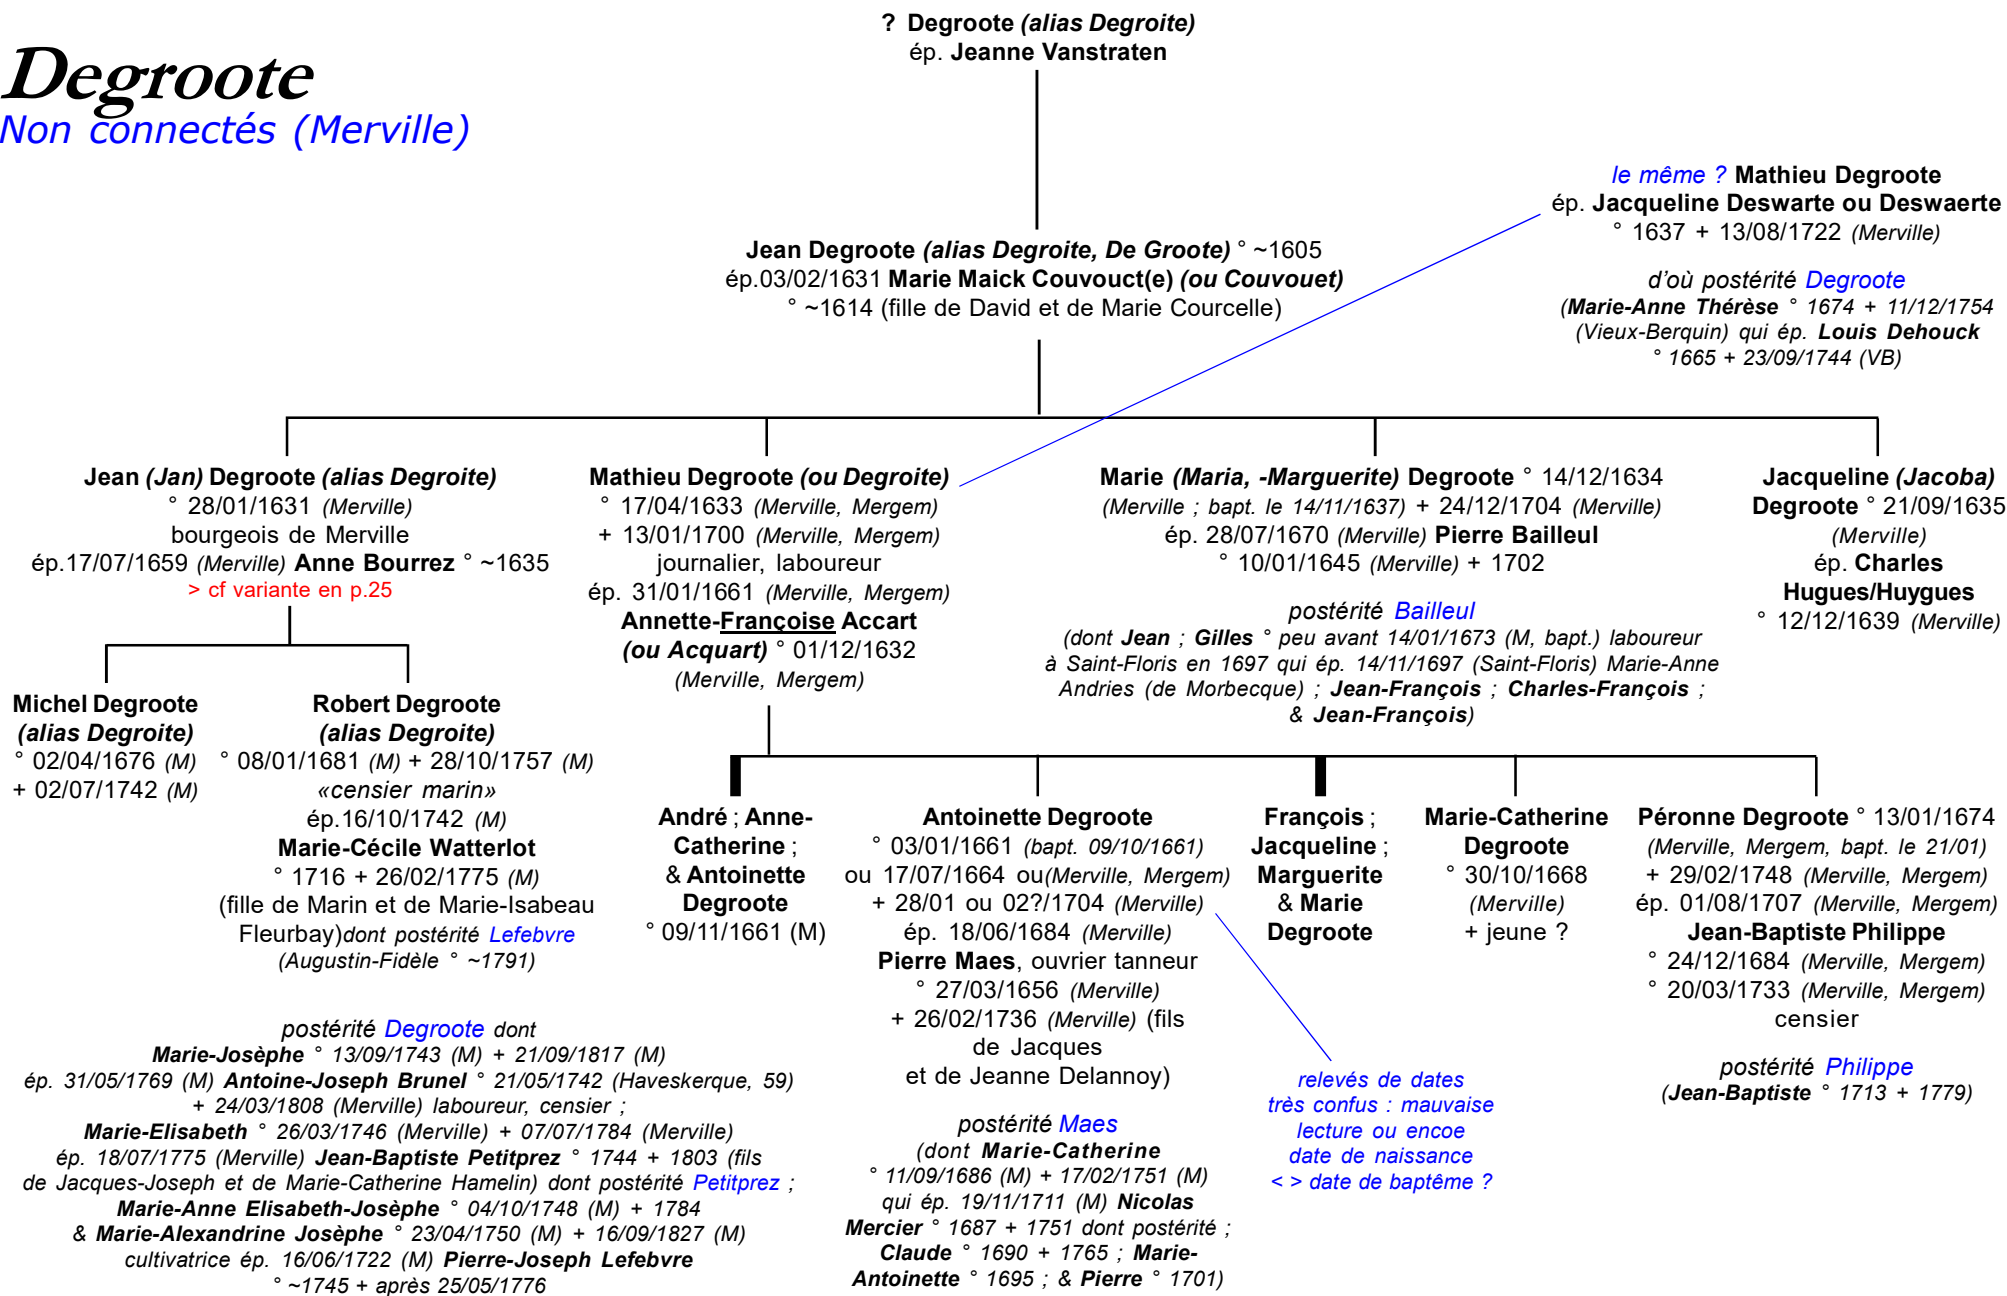 Degroote
Non connectés (Merville)
? Degroote (alias Degroite)
ép. Jeanne Vanstraten
le même ? Mathieu Degroote
ép. Jacqueline Deswarte ou Deswaerte
° 1637 + 13/08/1722 (Merville)
d'où postérité Degroote
(Marie-Anne Thérèse ° 1674 + 11/12/1754
(Vieux-Berquin) qui ép. Louis Dehouck
° 1665 + 23/09/1744 (VB)
Jean Degroote (alias Degroite, De Groote) ° ~1605
ép.03/02/1631 Marie Maick Couvouct(e) (ou Couvouet)
° ~1614 (fille de David et de Marie Courcelle)
Jean (Jan) Degroote (alias Degroite)
° 28/01/1631 (Merville)
bourgeois de Merville
ép.17/07/1659 (Merville) Anne Bourrez ° ~1635
> cf variante en p.25
Mathieu Degroote (ou Degroite)
° 17/04/1633 (Merville, Mergem)
+ 13/01/1700 (Merville, Mergem)
journalier, laboureur
ép. 31/01/1661 (Merville, Mergem)
Annette-Françoise Accart
(ou Acquart) ° 01/12/1632
(Merville, Mergem)
Marie (Maria, -Marguerite) Degroote ° 14/12/1634
(Merville ; bapt. le 14/11/1637) + 24/12/1704 (Merville)
ép. 28/07/1670 (Merville) Pierre Bailleul
° 10/01/1645 (Merville) + 1702
postérité Bailleul
(dont Jean ; Gilles ° peu avant 14/01/1673 (M, bapt.) laboureur
à Saint-Floris en 1697 qui ép. 14/11/1697 (Saint-Floris) Marie-Anne
Andries (de Morbecque) ; Jean-François ; Charles-François ;
& Jean-François)
Jacqueline (Jacoba)
Degroote ° 21/09/1635
(Merville)
ép. Charles
Hugues/Huygues
° 12/12/1639 (Merville)
Michel Degroote
(alias Degroite)
° 02/04/1676 (M)
+ 02/07/1742 (M)
Robert Degroote
(alias Degroite)
° 08/01/1681 (M) + 28/10/1757 (M)
«censier marin»
ép.16/10/1742 (M)
Marie-Cécile Watterlot
° 1716 + 26/02/1775 (M)
(fille de Marin et de Marie-Isabeau
Fleurbay)dont postérité Lefebvre
(Augustin-Fidèle ° ~1791)
postérité Degroote dont
Marie-Josèphe ° 13/09/1743 (M) + 21/09/1817 (M)
ép. 31/05/1769 (M) Antoine-Joseph Brunel ° 21/05/1742 (Haveskerque, 59)
+ 24/03/1808 (Merville) laboureur, censier ;
Marie-Elisabeth ° 26/03/1746 (Merville) + 07/07/1784 (Merville)
ép. 18/07/1775 (Merville) Jean-Baptiste Petitprez ° 1744 + 1803 (fils
de Jacques-Joseph et de Marie-Catherine Hamelin) dont postérité Petitprez ;
Marie-Anne Elisabeth-Josèphe ° 04/10/1748 (M) + 1784
& Marie-Alexandrine Josèphe ° 23/04/1750 (M) + 16/09/1827 (M)
cultivatrice ép. 16/06/1722 (M) Pierre-Joseph Lefebvre
° ~1745 + après 25/05/1776
André ; Anne-
Catherine ;
& Antoinette
Degroote
° 09/11/1661 (M)
Antoinette Degroote
° 03/01/1661 (bapt. 09/10/1661)
ou 17/07/1664 ou(Merville, Mergem)
+ 28/01 ou 02?/1704 (Merville)
ép. 18/06/1684 (Merville)
Pierre Maes, ouvrier tanneur
° 27/03/1656 (Merville)
+ 26/02/1736 (Merville) (fils
de Jacques
et de Jeanne Delannoy)
postérité Maes
(dont Marie-Catherine
° 11/09/1686 (M) + 17/02/1751 (M)
qui ép. 19/11/1711 (M) Nicolas
Mercier ° 1687 + 1751 dont postérité ;
Claude ° 1690 + 1765 ; Marie-
Antoinette ° 1695 ; & Pierre ° 1701)
François ;
Jacqueline ;
Marguerite
& Marie
Degroote
relevés de dates
très confus : mauvaise
lecture ou encoe
date de naissance
< > date de baptême ?
Marie-Catherine
Degroote
° 30/10/1668
(Merville)
+ jeune ?
Péronne Degroote ° 13/01/1674
(Merville, Mergem, bapt. le 21/01)
+ 29/02/1748 (Merville, Mergem)
ép. 01/08/1707 (Merville, Mergem)
Jean-Baptiste Philippe
° 24/12/1684 (Merville, Mergem)
° 20/03/1733 (Merville, Mergem)
censier
postérité Philippe
(Jean-Baptiste ° 1713 + 1779)